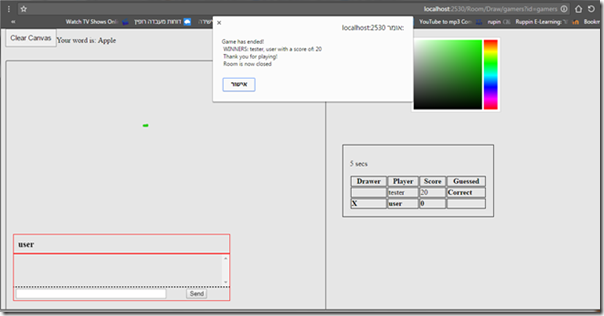 localhost:2530/Room/Draw/gamers?id=gamers
Watch TV Shows Onl
דוחות מעבדה רופין
YouTube to mp3 Con
rupin
Ruppin E-Learning:
Clear Canvas
Your word is: Apple
localhost:2530 אומר:
Game has ended!
WINNERS: tester, user with a score of: 20
Thank you for playing!
Room is now closed
אישור
5 secs
Drawer Player Score Guessed
tester 20 Correct
X user 0
user
Send